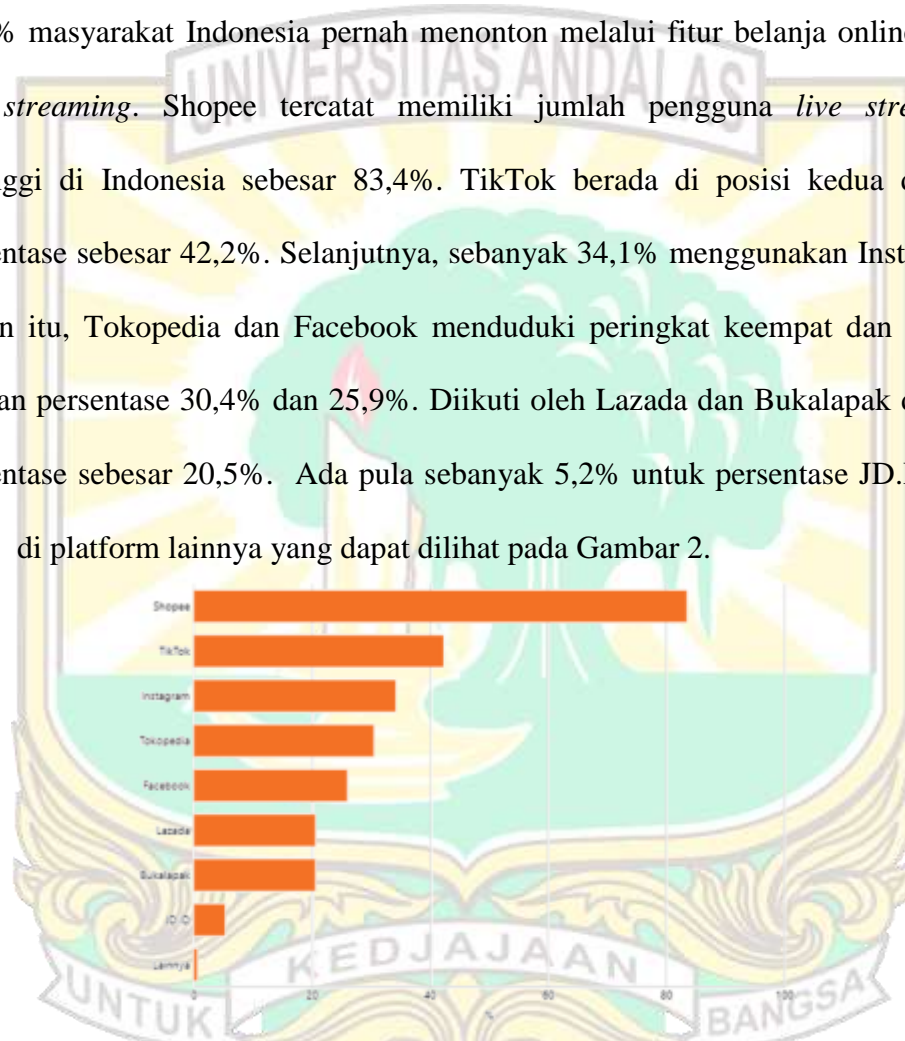 % masyarakat Indonesia pernah menonton melalui fitur belanja online
streaming. Shopee tercatat memiliki jumlah pengguna live stre
nggi di Indonesia sebesar 83,4%. TikTok berada di posisi kedua
entase sebesar 42,2%. Selanjutnya, sebanyak 34,1% menggunakan Inst
n itu, Tokopedia dan Facebook menduduki peringkat keempat dan
an persentase 30,4% dan 25,9%. Diikuti oleh Lazada dan Bukalapak
entase sebesar 20,5%. Ada pula sebanyak 5,2% untuk persentase JD.
di platform lainnya yang dapat dilihat pada Gambar 2.
UNIVERSITAS ANDALAS
Shopee
TikTok
Instagram
Tokopedia
Facebook
Lazada
Bukalapak
JD.ID
Lainnya
0 20 40 60 80 100
%
UNTUK KEDJAJAAN BANGSA